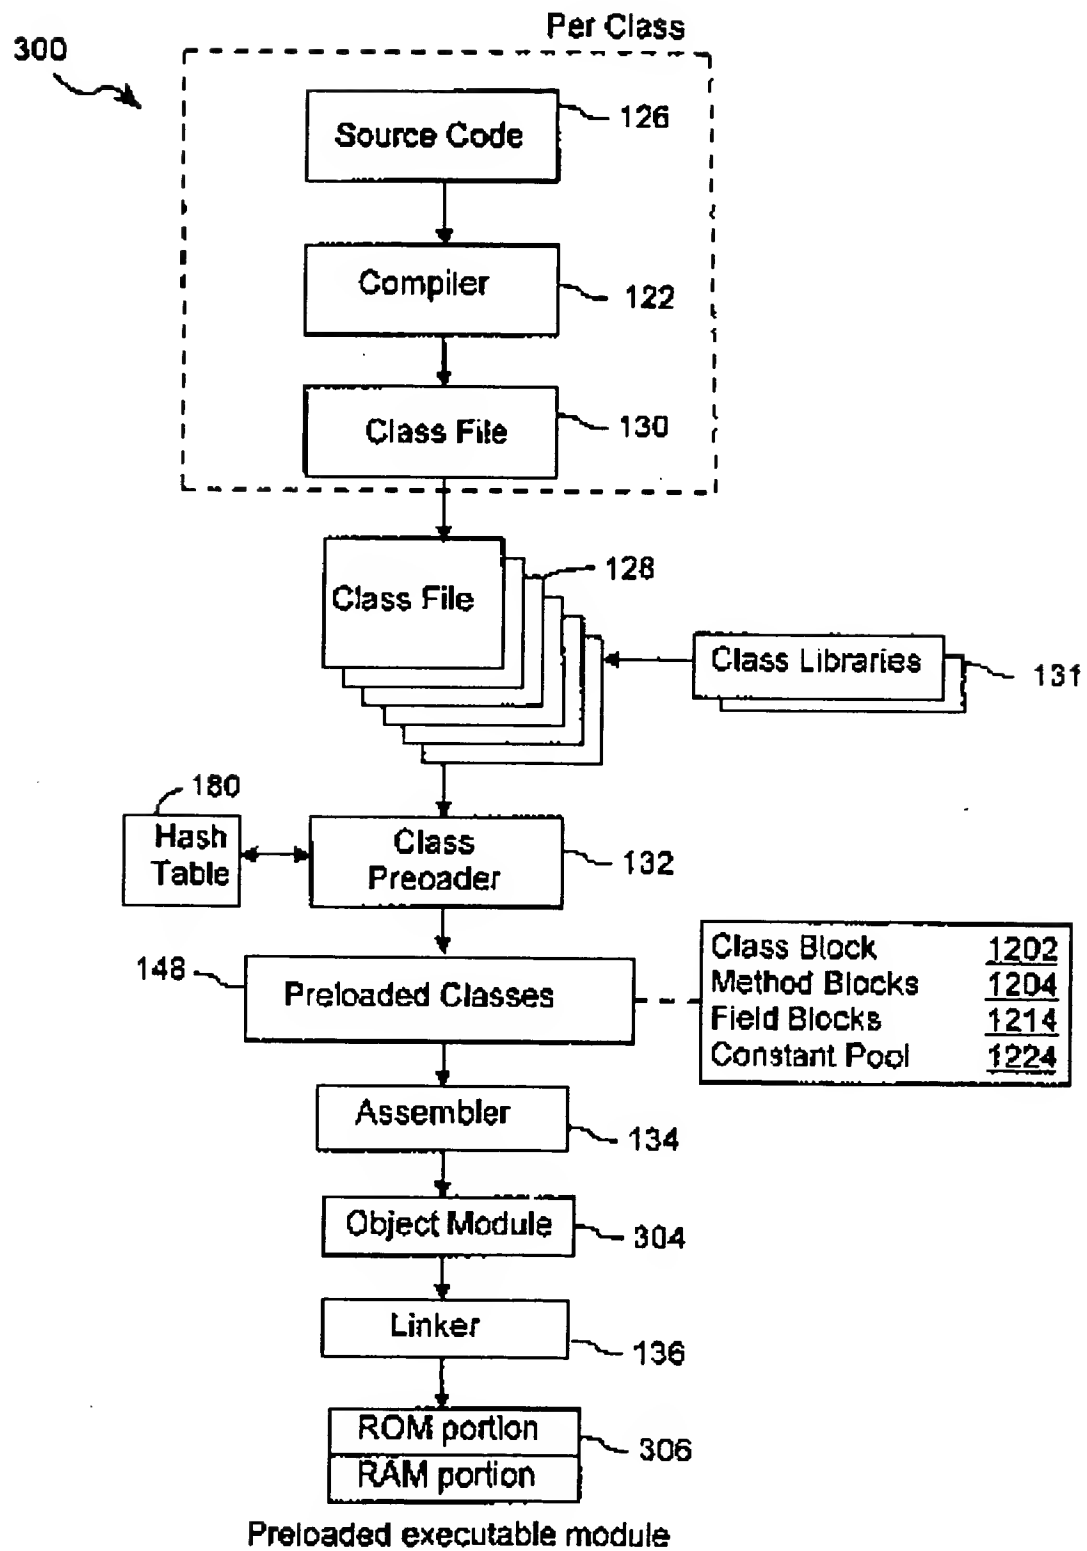 Per Class
300
Source Code
126
Compiler
122
Class File
130
Class File
128
Class Libraries
131
180
Hash
Table
Class
Preoader
132
148
Preloaded Classes
Class Block 1202
Method Blocks 1204
Field Blocks 1214
Constant Pool 1224
Assembler
134
Object Module
304
Linker
136
ROM portion
306
RAM portion
Preloaded executable module